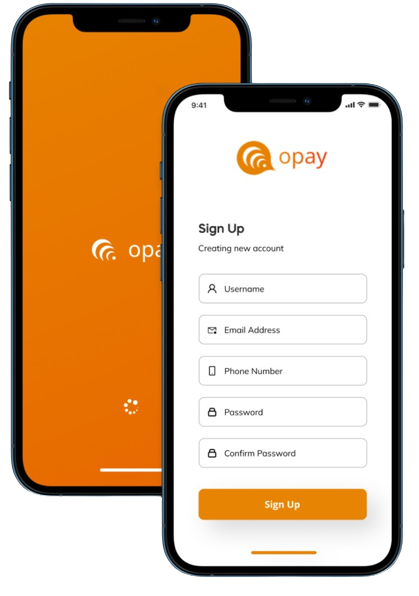 opa
9:41
opay
Sign Up
Creating new account
Username
Email Address
Phone Number
Password
Confirm Password
Sign Up